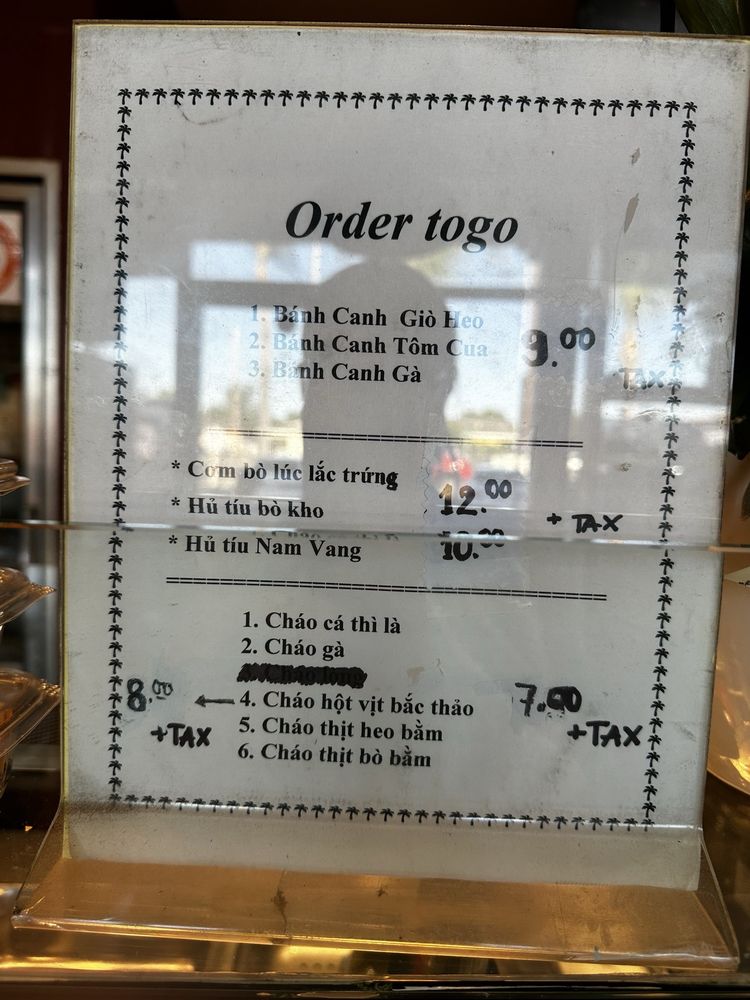 Order togo
1. Bánh Canh Giò Heo
2. Bánh Canh Tôm Cua 9.00
3. Bánh Canh Gà TAX
==================================
* Cơm bò lúc lắc trứng
* Hủ tíu bò kho 12.00 + TAX
* Hủ tíu Nam Vang 10.00
========================================
1. Cháo cá thì là
2. Cháo gà
8.00 ← 4. Cháo hột vịt bắc thảo 7.00
+TAX 5. Cháo thịt heo bằm +TAX
6. Cháo thịt bò bằm